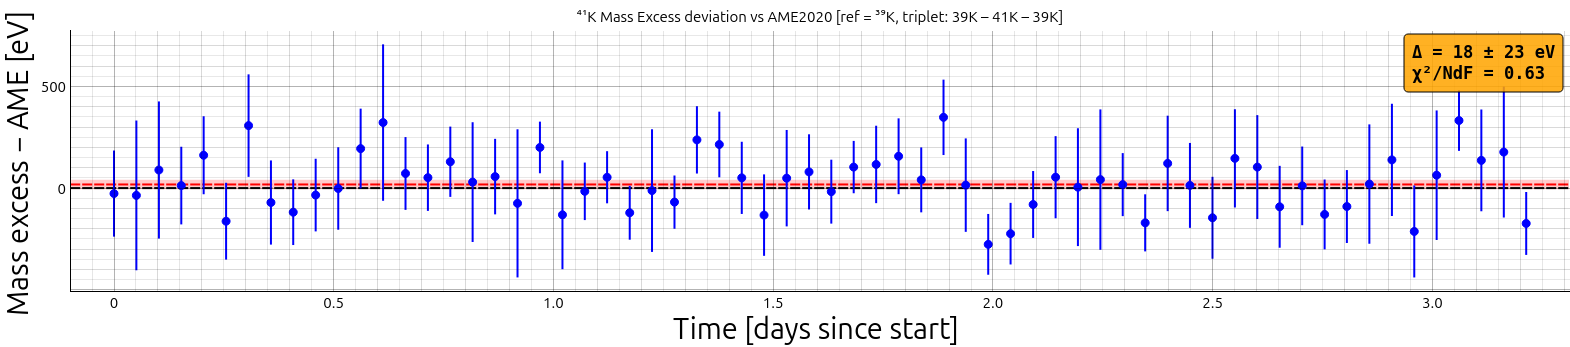 ⁴¹K Mass Excess deviation vs AME2020 [ref = ³⁹K, triplet: 39K – 41K – 39K]
Δ = 18 ± 23 eV
χ²/NdF = 0.63
Mass excess – AME [eV]
500
0
0 0.5 1.0 1.5 2.0 2.5 3.0
Time [days since start]